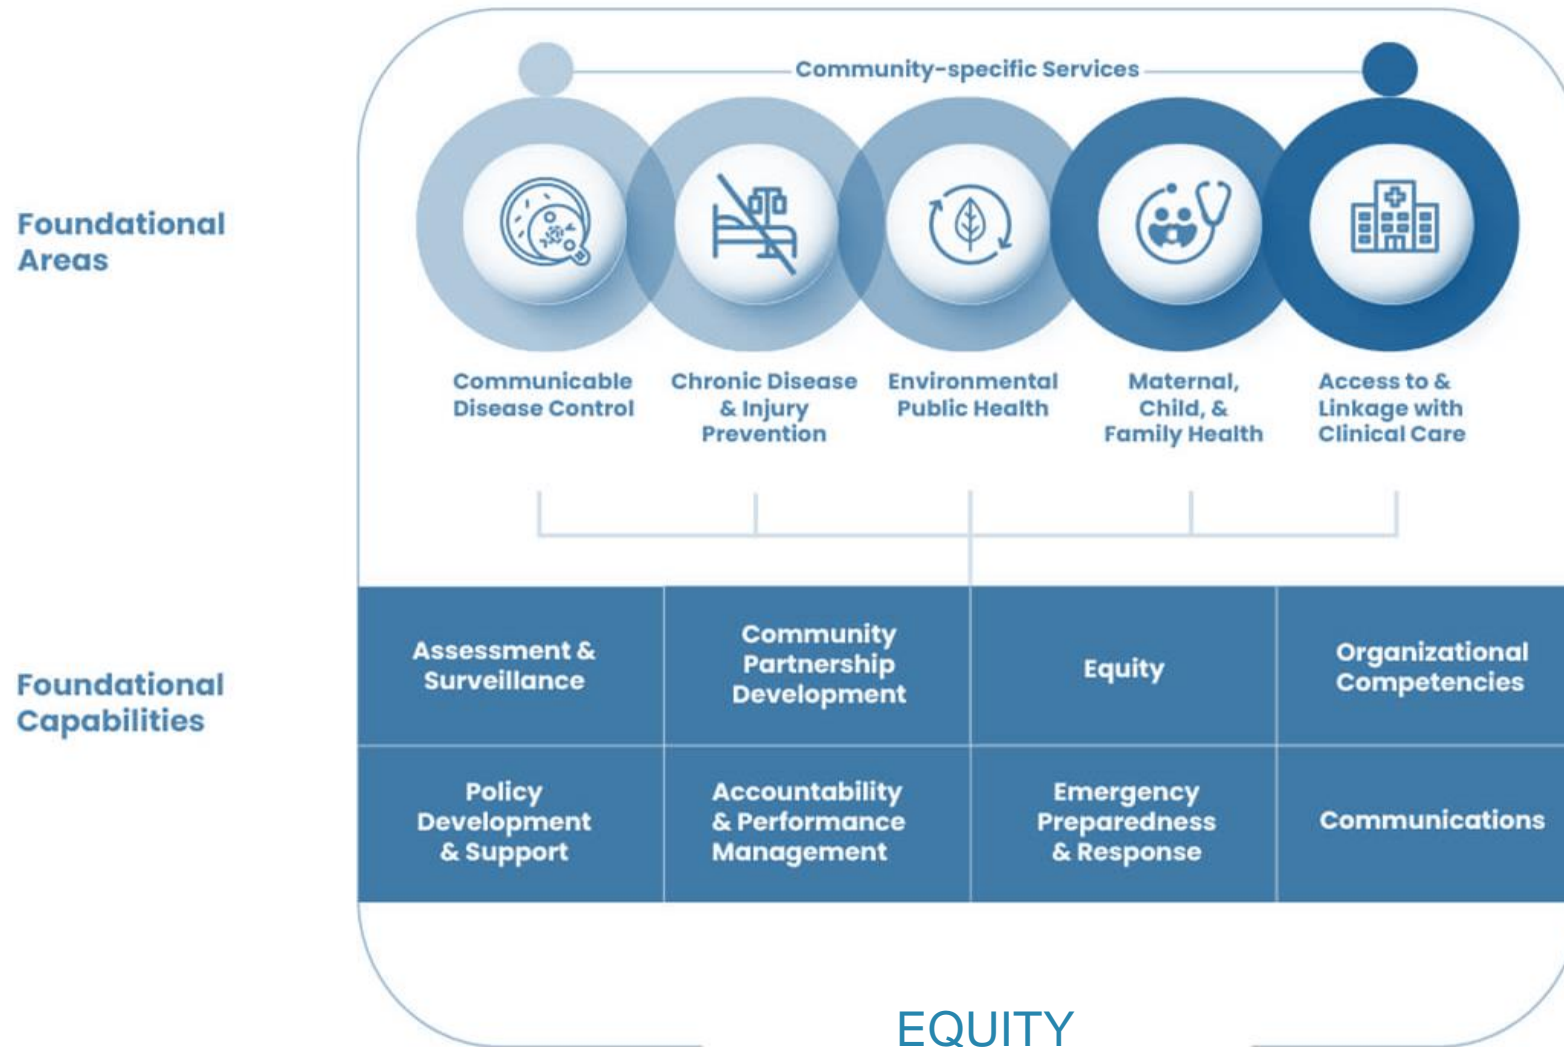 Community-specific Services
Foundational
Areas
Communicable
Disease Control
Chronic Disease
& Injury
Prevention
Environmental
Public Health
Maternal,
Child, &
Family Health
Access to &
Linkage with
Clinical Care
Foundational
Capabilities
Assessment &
Surveillance
Community
Partnership
Development
Equity
Organizational
Competencies
Policy
Development
& Support
Accountability
& Performance
Management
Emergency
Preparedness
& Response
Communications
EQUITY